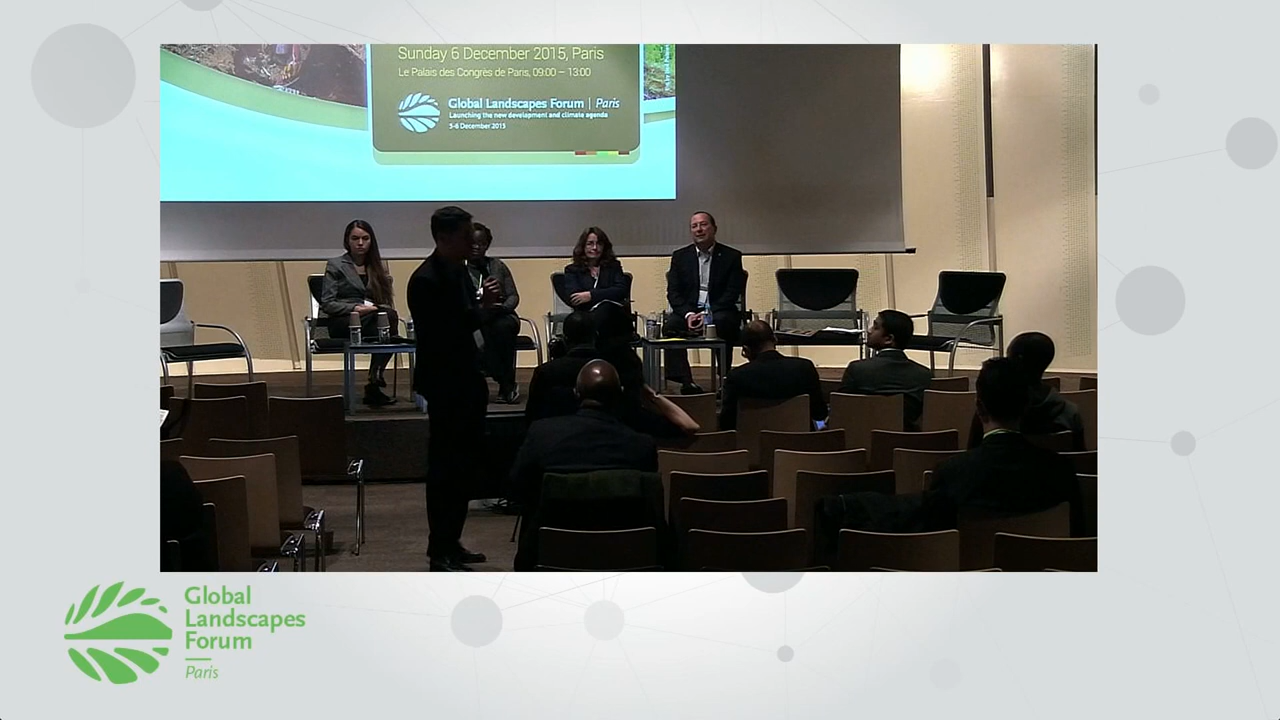 Sunday 6 December 2015, Paris
Le Palais des Congrès de Paris, 09:00 – 13:00
Global Landscapes Forum | Paris
Launching the new development and climate agenda
5-6 December 2015
Global
Landscapes
Forum
Paris